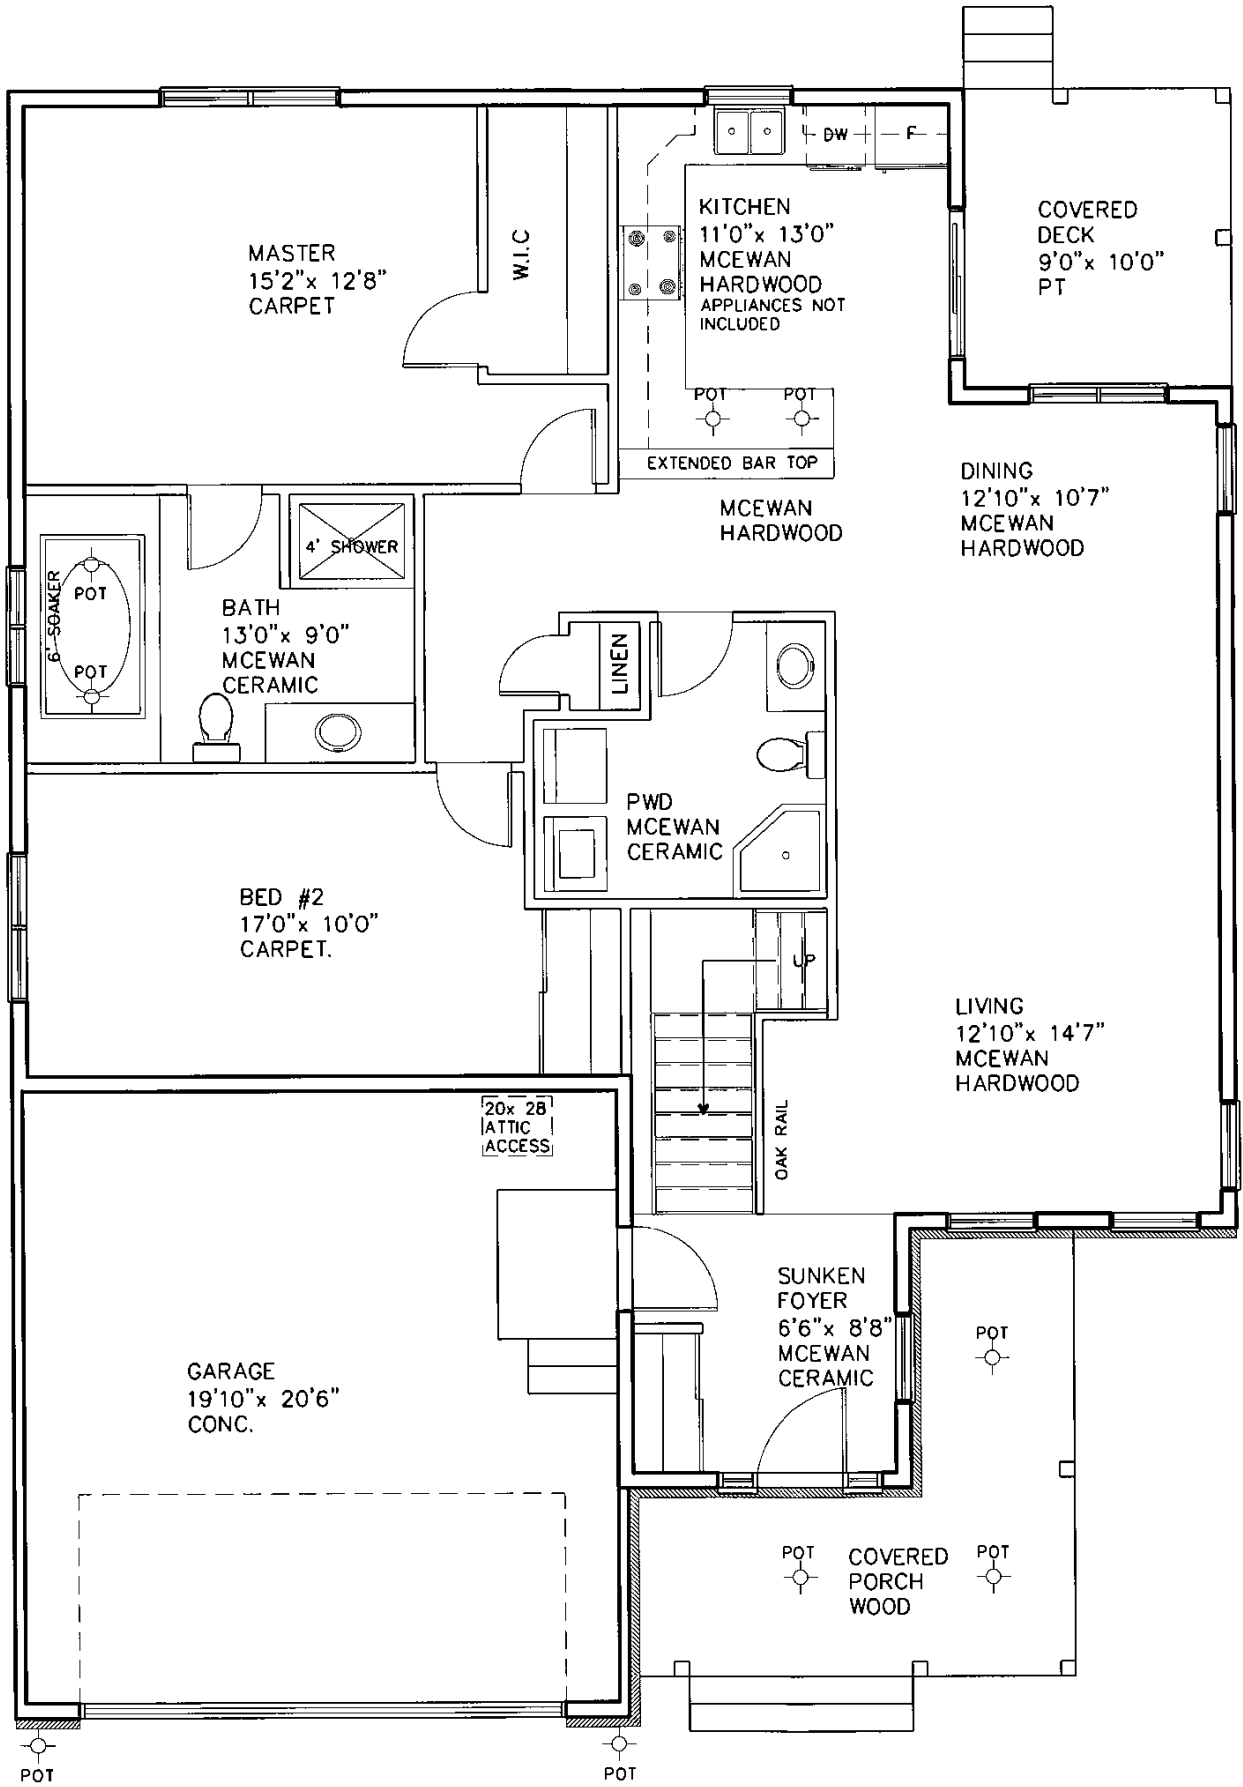 DW
F
KITCHEN
11'0"x 13'0"
MCEWAN
HARDWOOD
APPLIANCES NOT
INCLUDED
COVERED
DECK
9'0"x 10'0"
PT
MASTER
15'2"x 12'8"
CARPET
W.I.C
POT
POT
EXTENDED BAR TOP
MCEWAN
HARDWOOD
DINING
12'10"x 10'7"
MCEWAN
HARDWOOD
4' SHOWER
6' SOAKER
POT
POT
BATH
13'0"x 9'0"
MCEWAN
CERAMIC
LINEN
PWD
MCEWAN
CERAMIC
BED #2
17'0"x 10'0"
CARPET.
UP
LIVING
12'10"x 14'7"
MCEWAN
HARDWOOD
20x 28
ATTIC
ACCESS
OAK RAIL
SUNKEN
FOYER
6'6"x 8'8"
MCEWAN
CERAMIC
POT
GARAGE
19'10"x 20'6"
CONC.
POT
COVERED
PORCH
WOOD
POT
POT
POT